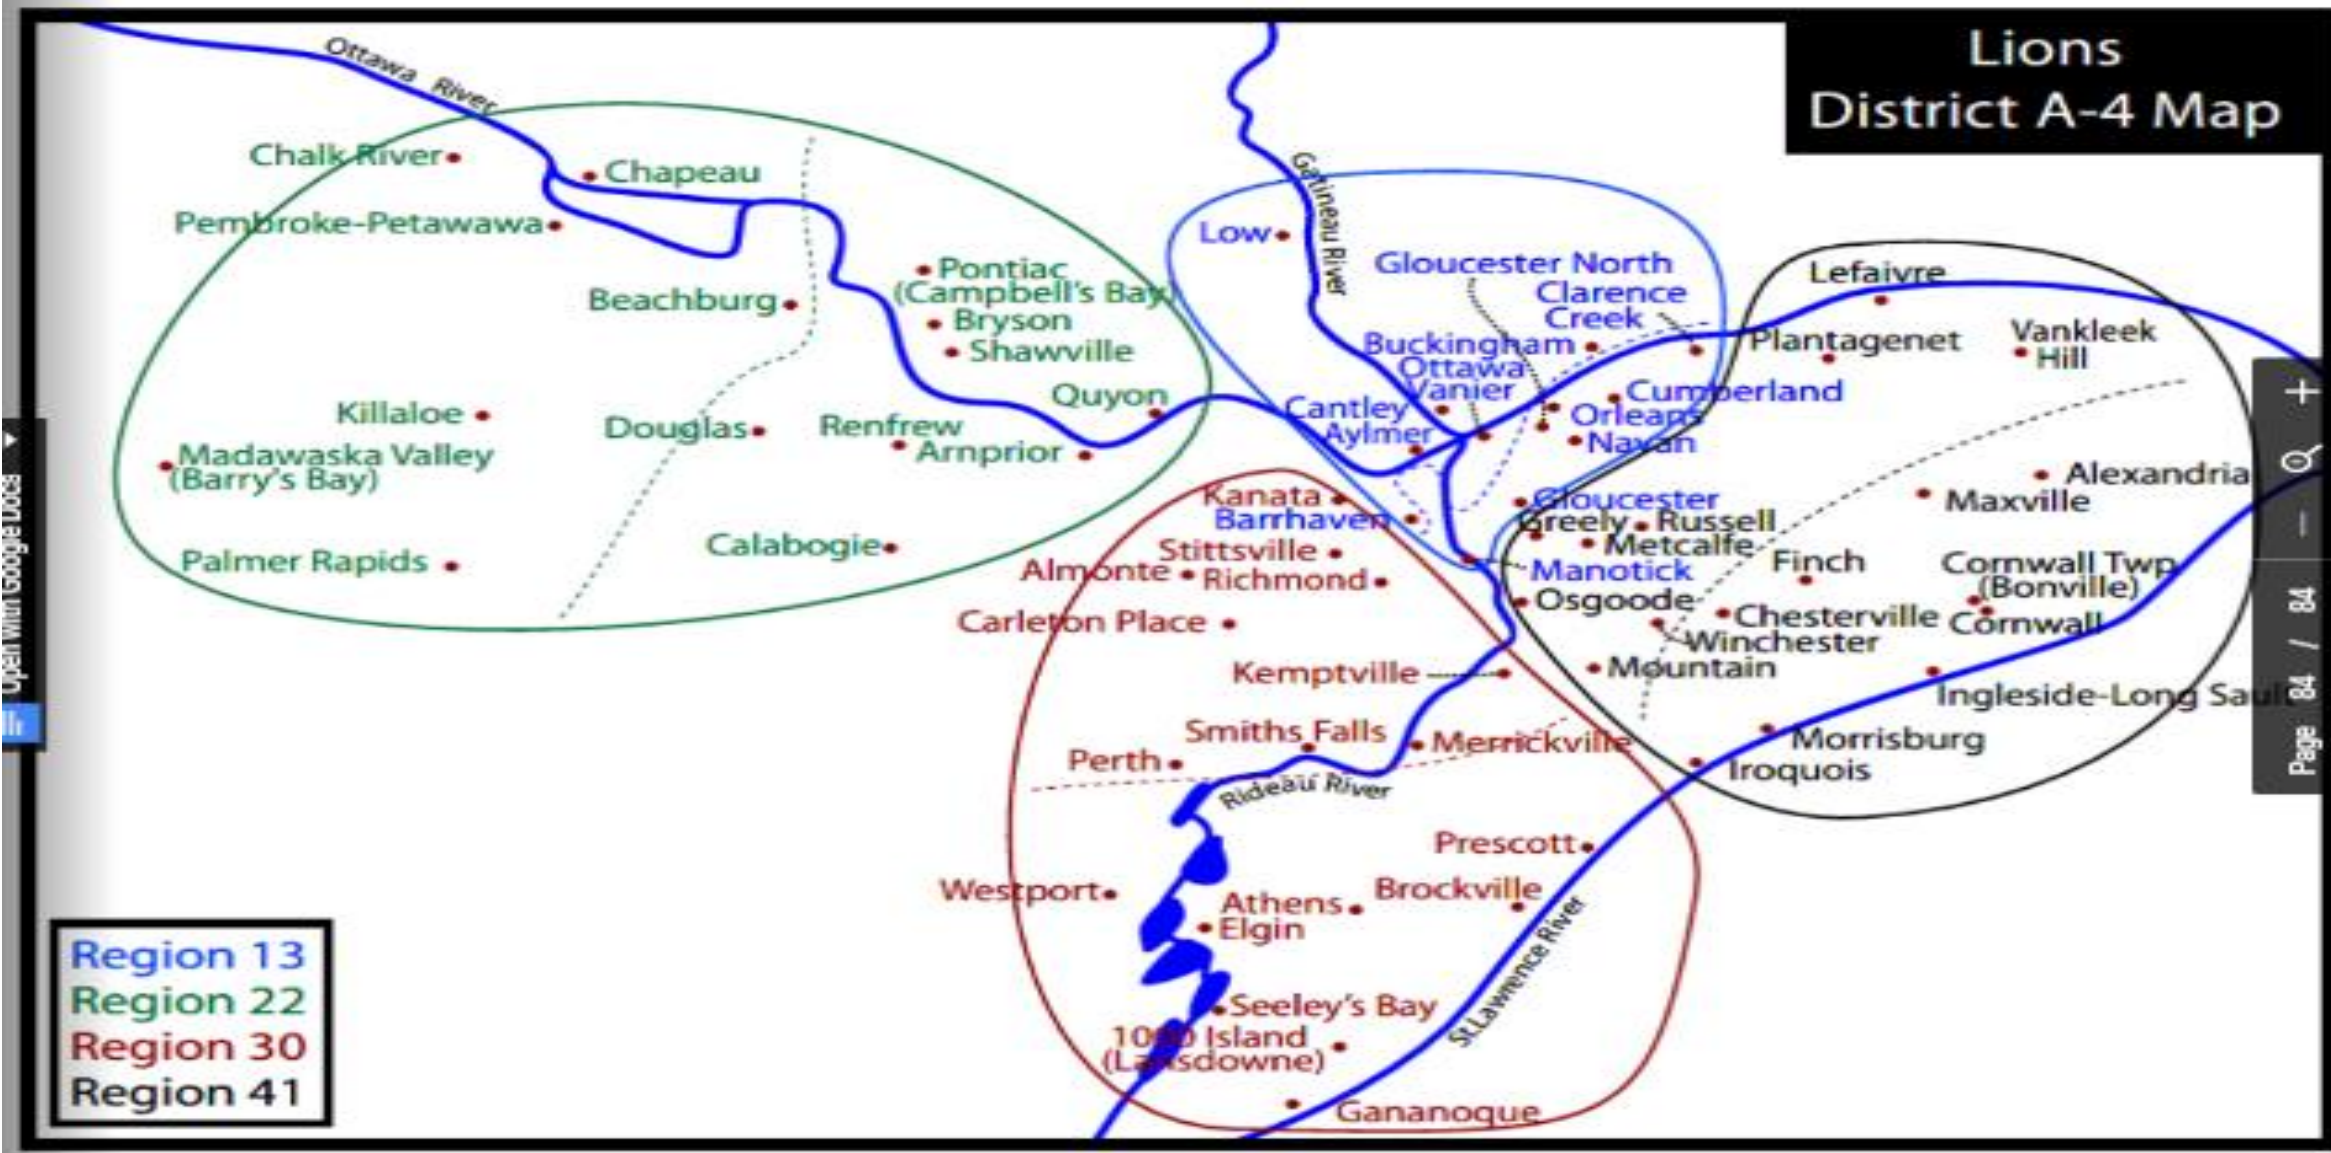 Lions
District A-4 Map
Ottawa River
Chalk River
Chapeau
Pembroke-Petawawa
Pontiac
(Campbell's Bay)
Beachburg
Bryson
Shawville
Quyon
Killaloe
Douglas
Renfrew
Arnprior
Madawaska Valley
(Barry's Bay)
Palmer Rapids
Calabogie
Gatineau River
Low
Gloucester North
Clarence
Creek
Buckingham
Ottawa
Vanier
Cantley
Aylmer
Cumberland
Orleans
Navan
Gloucester
Barrhaven
Manotick
Lefaivre
Plantagenet
Vankleek
Hill
Alexandria
Maxville
Greely
Russell
Metcalfe
Finch
Cornwall Twp
(Bonville)
Cornwall
Osgoode
Chesterville
Winchester
Mountain
Ingleside-Long Sault
Morrisburg
Iroquois
Kanata
Stittsville
Almonte
Richmond
Carleton Place
Kemptville
Smiths Falls
Merrickville
Perth
Rideau River
Prescott
Westport
Athens
Brockville
Elgin
St.Lawrence River
Seeley's Bay
1000 Island
(Lansdowne)
Gananoque
Region 13
Region 22
Region 30
Region 41
Open with Google Docs
Page 84 / 84